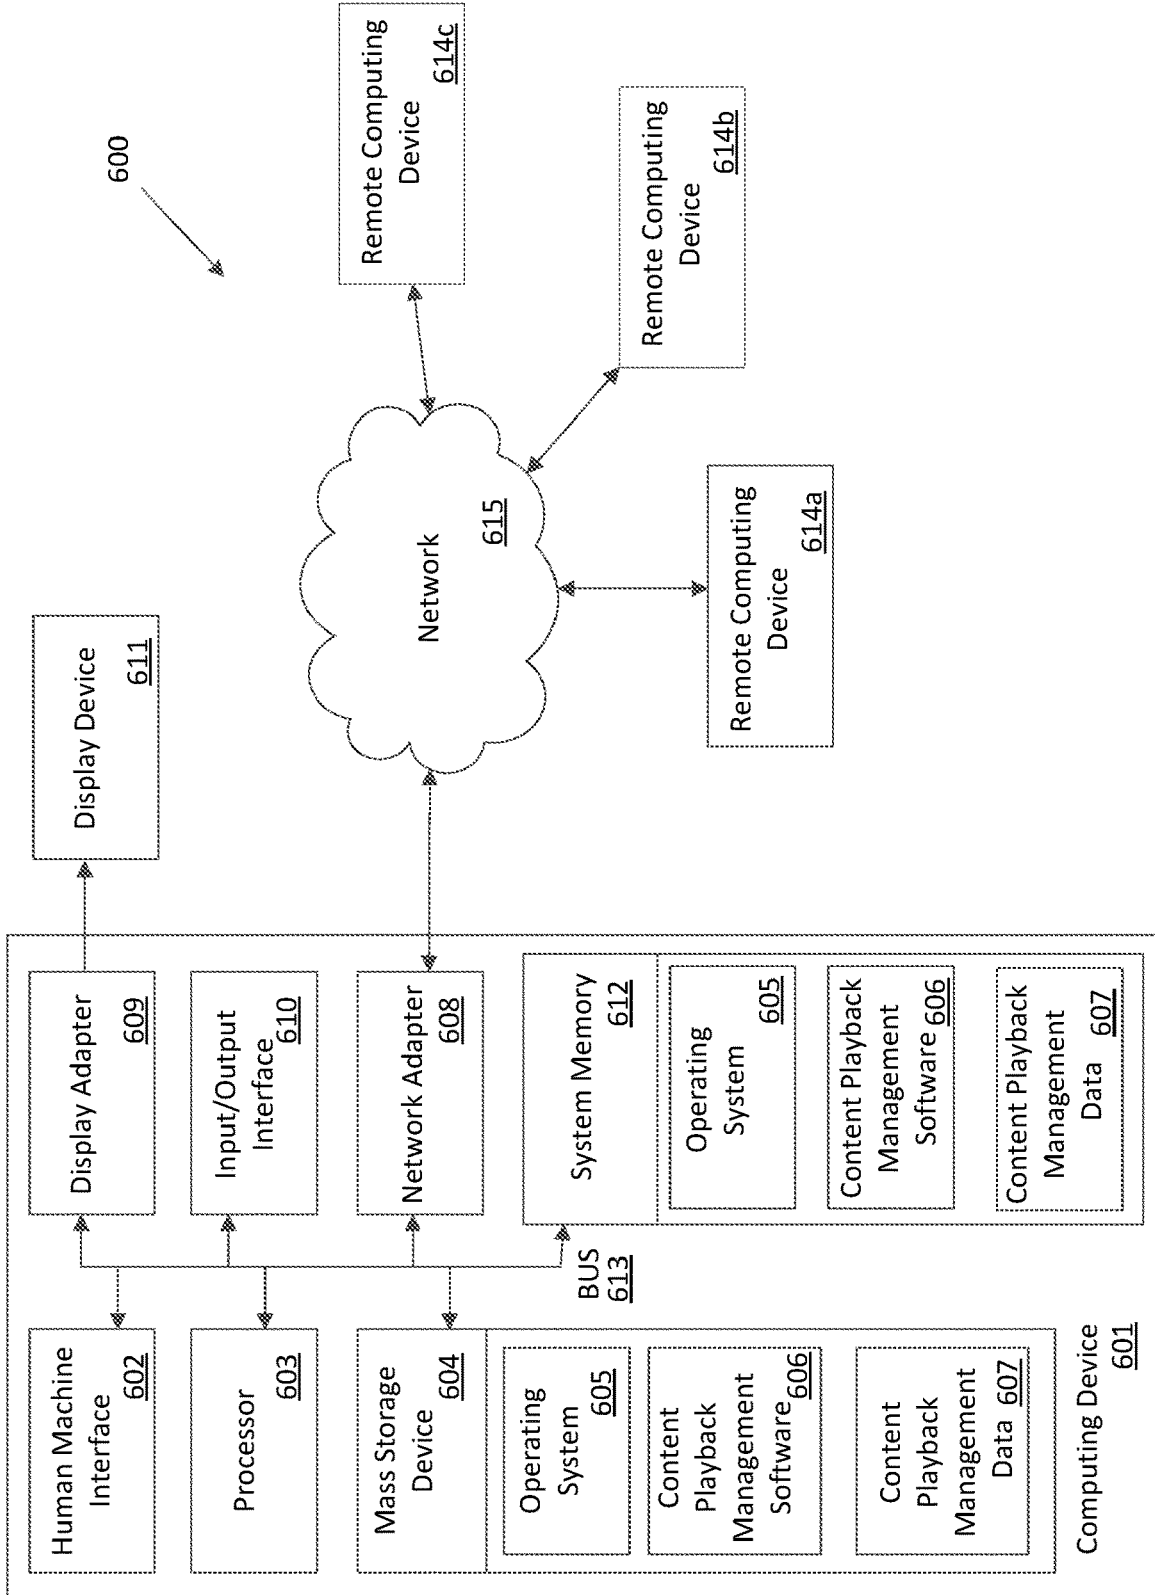 600
Human Machine
Interface
602
Processor
603
Mass Storage
Device
604
Operating
System
605
Content
Playback
Management
Software
606
Content
Playback
Management
Data 607
Computing Device
601
BUS
613
Display Adapter
609
Input/Output
Interface
610
Network Adapter
608
System Memory
612
Operating
System
605
Content Playback
Management
Software 606
Content Playback
Management
Data
607
Display Device
611
Network
615
Remote Computing
Device
614a
Remote Computing
Device
614b
Remote Computing
Device
614c